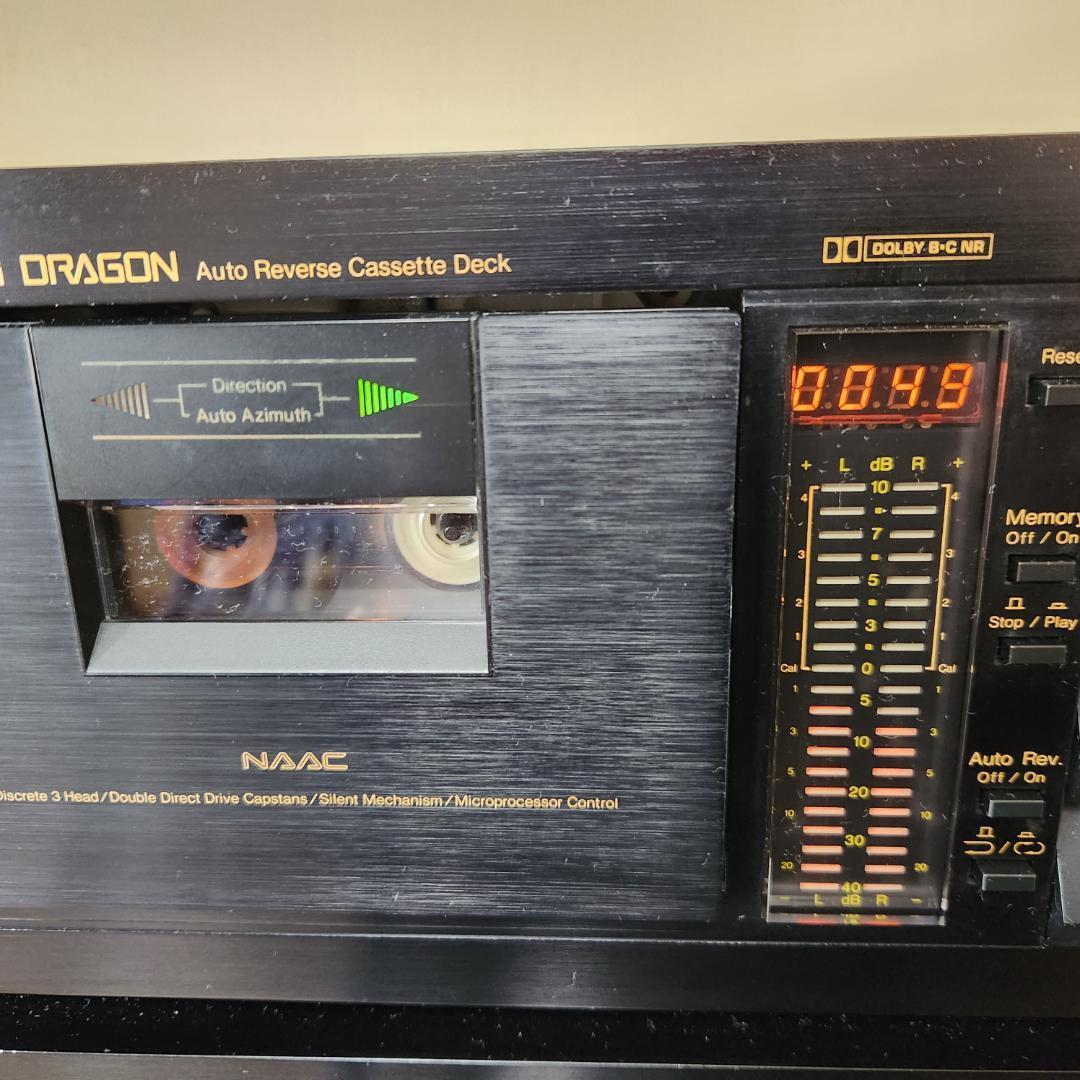 DRAGON Auto Reverse Cassette Deck
DOLBY B•C NR
Direction
Auto Azimuth
0049
Rese
+ L dB R +
4 10 4
7
3 3
5
2 2
3
1 1
Cal 0 Cal
1 1
5
3 3
10
5 5
20
10 10
30
20 20
40
- L dB R -
Memory
Off / On
Stop / Play
Auto Rev.
Off / On
NAAC
Discrete 3 Head/Double Direct Drive Capstans/Silent Mechanism/Microprocessor Control